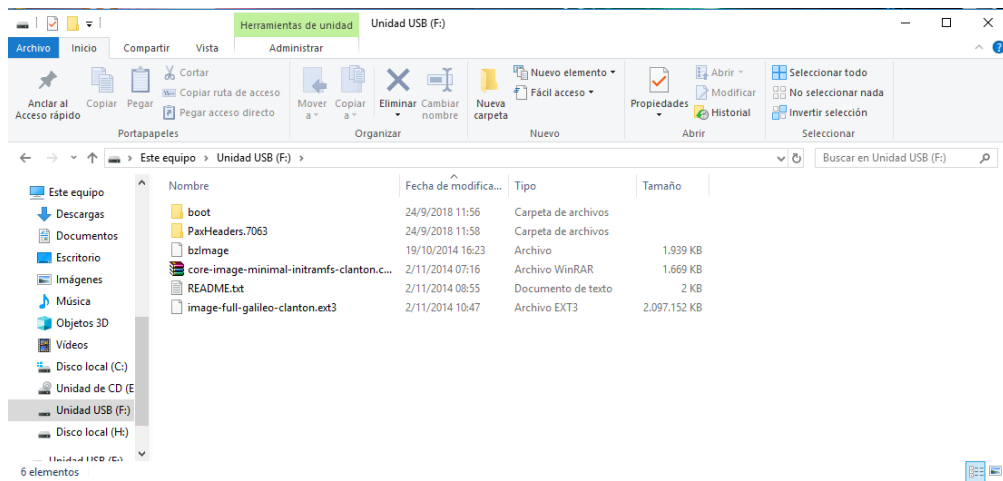 Herramientas de unidad
Unidad USB (F:)
Archivo
Inicio
Compartir
Vista
Administrar
Anclar al
Acceso rápido
Copiar
Pegar
Cortar
Copiar ruta de acceso
Pegar acceso directo
Portapapeles
Mover
a
Copiar
a
Eliminar
Cambiar
nombre
Organizar
Nueva
carpeta
Nuevo elemento
Fácil acceso
Nuevo
Propiedades
Abrir
Modificar
Historial
Abrir
Seleccionar todo
No seleccionar nada
Invertir selección
Seleccionar
Este equipo > Unidad USB (F:) >
Buscar en Unidad USB (F:)
Este equipo
Descargas
Documentos
Escritorio
Imágenes
Música
Objetos 3D
Vídeos
Disco local (C:)
Unidad de CD (E
Unidad USB (F:)
Disco local (H:)
Nombre Fecha de modifica... Tipo Tamaño
boot 24/9/2018 11:56 Carpeta de archivos
PaxHeaders.7063 24/9/2018 11:58 Carpeta de archivos
bzImage 19/10/2014 16:23 Archivo 1.939 KB
core-image-minimal-initramfs-clanton.c... 2/11/2014 07:16 Archivo WinRAR 1.669 KB
README.txt 2/11/2014 08:55 Documento de texto 2 KB
image-full-galileo-clanton.ext3 2/11/2014 10:47 Archivo EXT3 2.097.152 KB
6 elementos